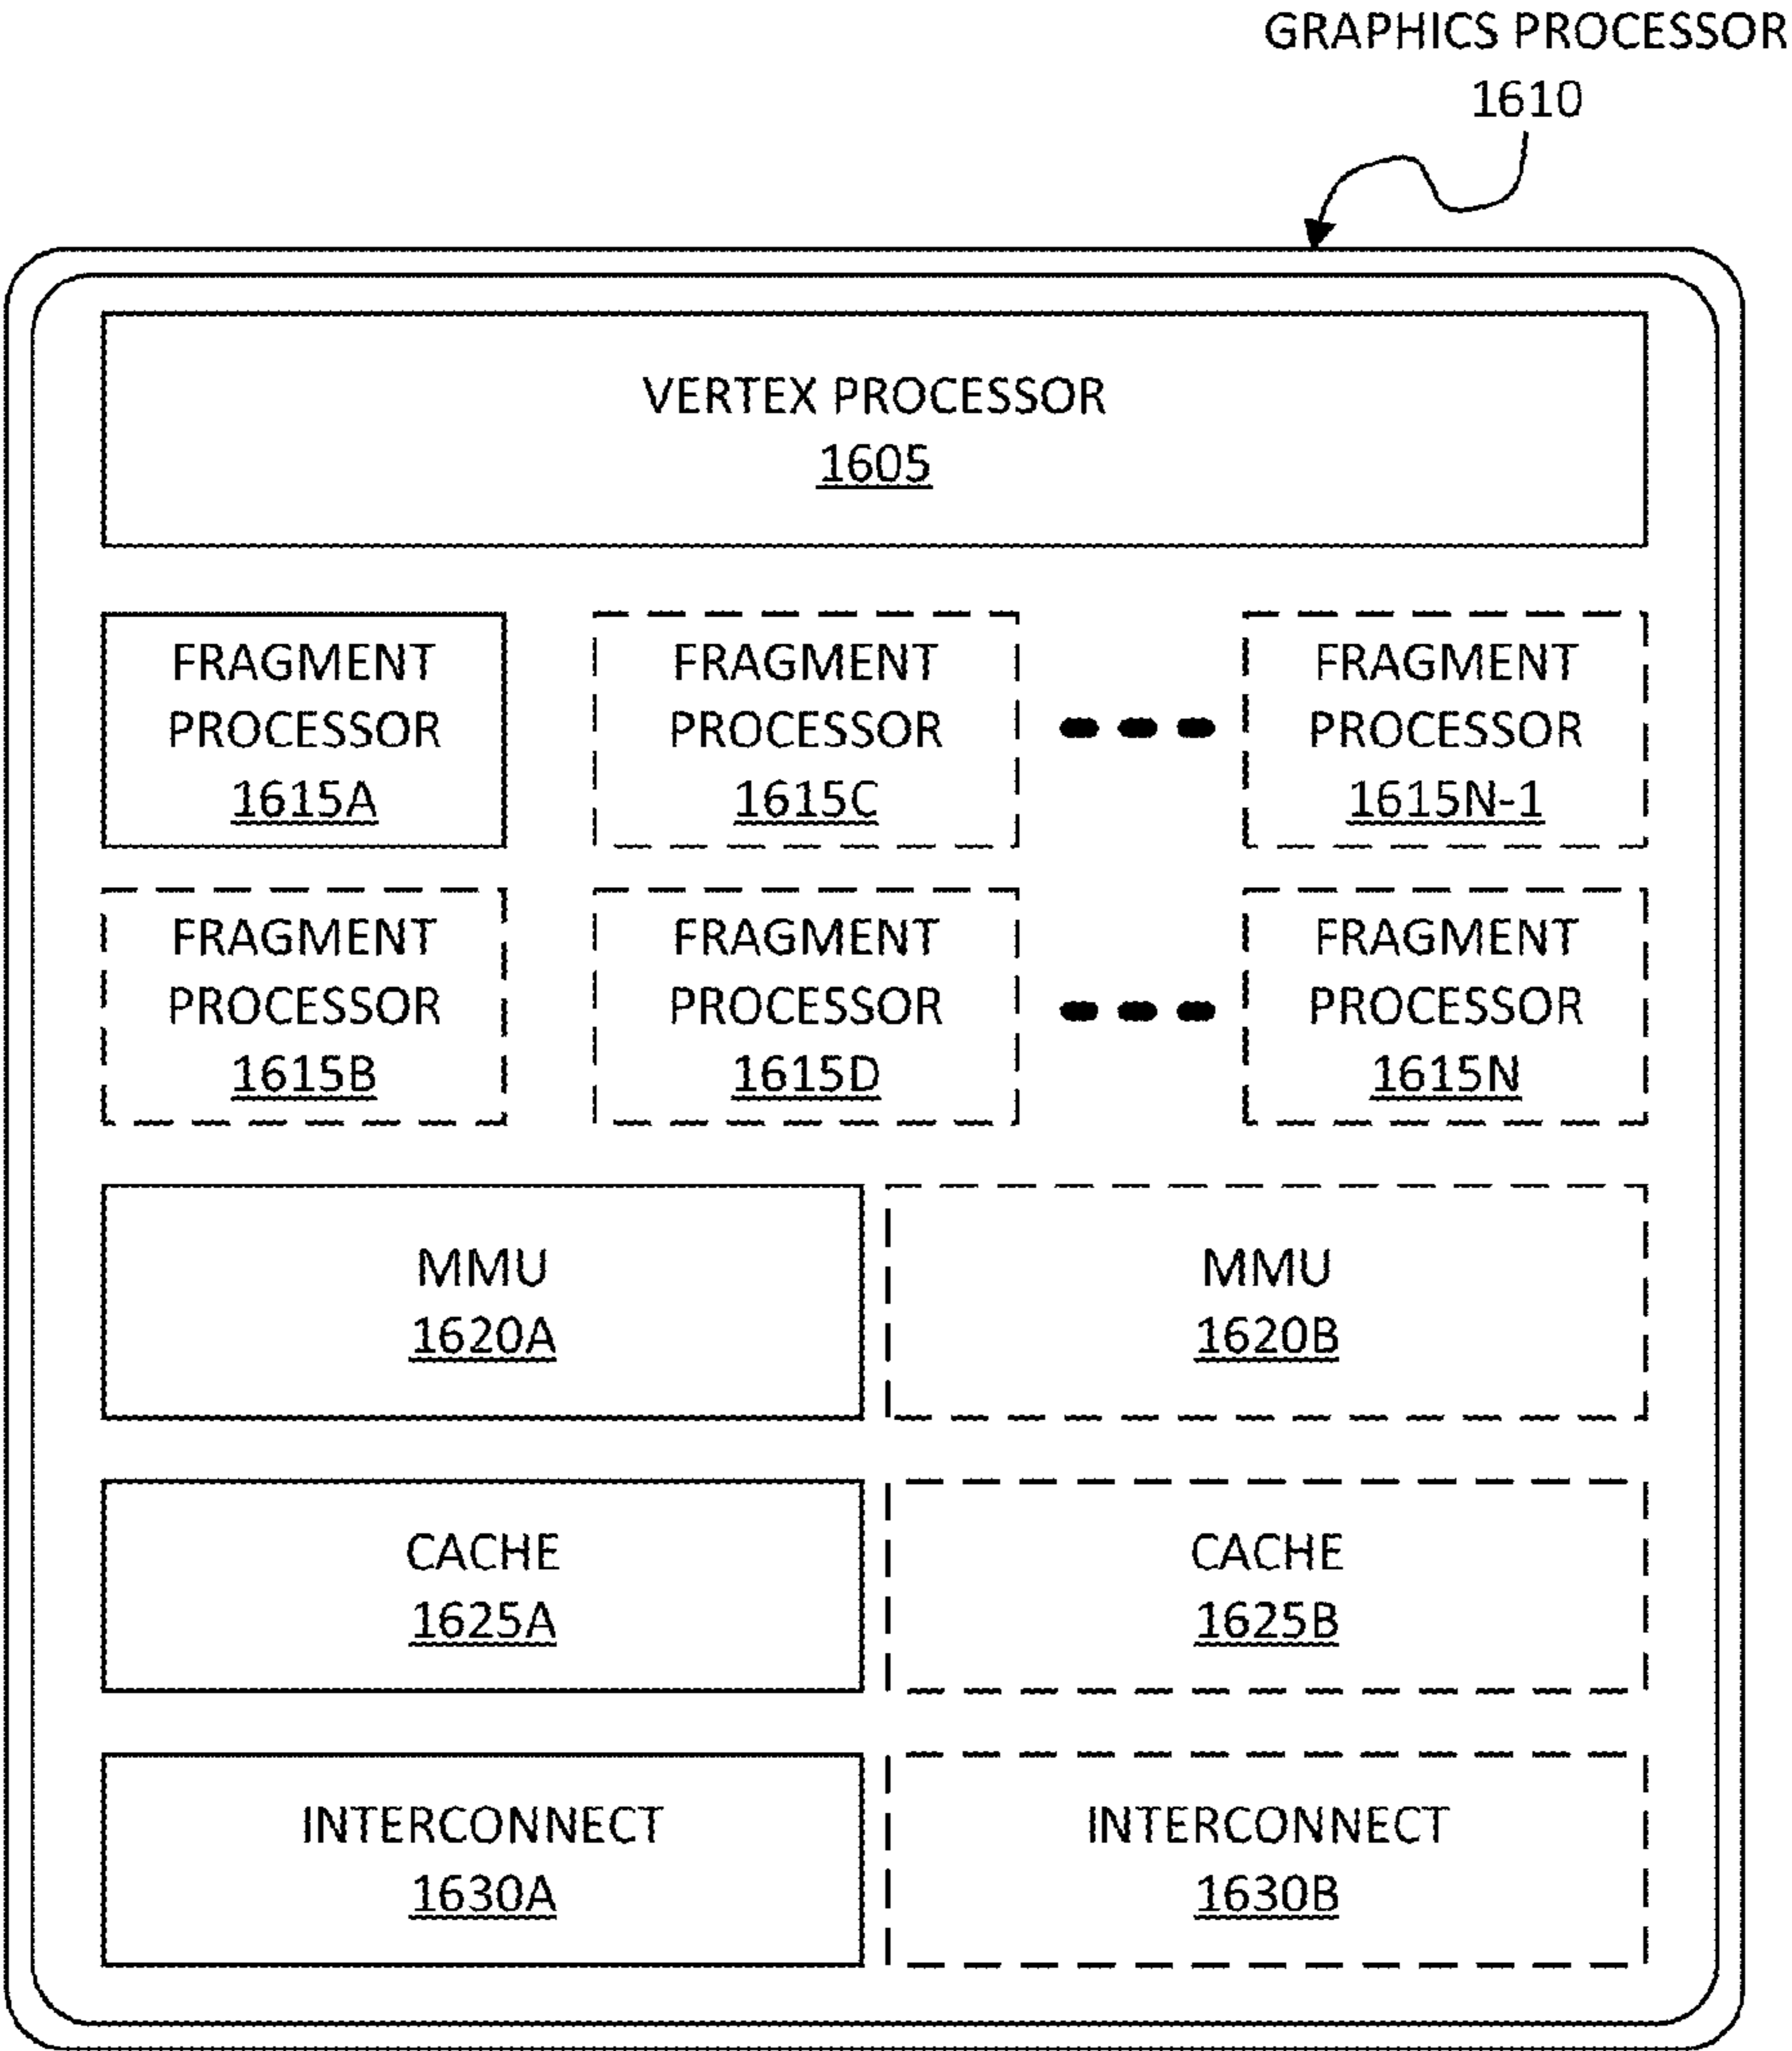 GRAPHICS PROCESSOR
1610
VERTEX PROCESSOR
1605
FRAGMENT
PROCESSOR
1615A
FRAGMENT
PROCESSOR
1615C
FRAGMENT
PROCESSOR
1615N-1
FRAGMENT
PROCESSOR
1615B
FRAGMENT
PROCESSOR
1615D
FRAGMENT
PROCESSOR
1615N
MMU
1620A
MMU
1620B
CACHE
1625A
CACHE
1625B
INTERCONNECT
1630A
INTERCONNECT
1630B